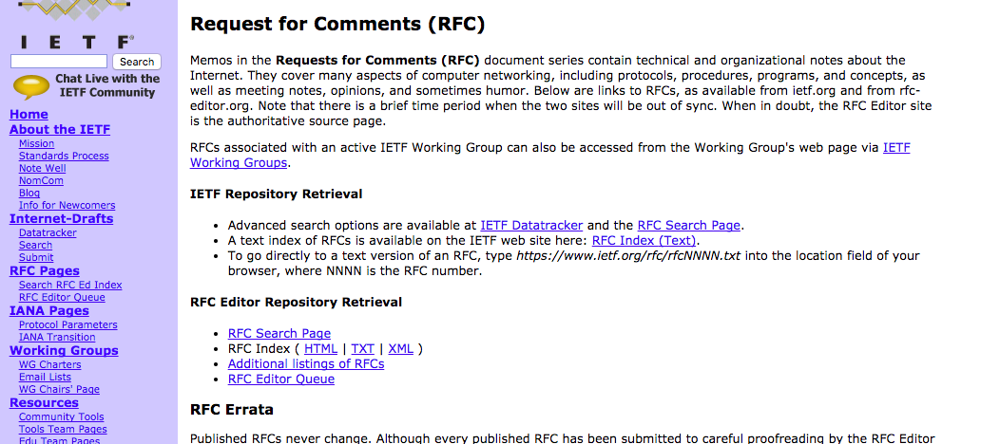 I E T F®
Search
Chat Live with the
IETF Community
Home
About the IETF
Mission
Standards Process
Note Well
NomCom
Blog
Info for Newcomers
Internet-Drafts
Datatracker
Search
Submit
RFC Pages
Search RFC Ed Index
RFC Editor Queue
IANA Pages
Protocol Parameters
IANA Transition
Working Groups
WG Charters
Email Lists
WG Chairs' Page
Resources
Community Tools
Tools Team Pages
Edu Team Pages
Request for Comments (RFC)
Memos in the Requests for Comments (RFC) document series contain technical and organizational notes about the
Internet. They cover many aspects of computer networking, including protocols, procedures, programs, and concepts, as
well as meeting notes, opinions, and sometimes humor. Below are links to RFCs, as available from ietf.org and from rfc-
editor.org. Note that there is a brief time period when the two sites will be out of sync. When in doubt, the RFC Editor site
is the authoritative source page.
RFCs associated with an active IETF Working Group can also be accessed from the Working Group's web page via IETF
Working Groups.
IETF Repository Retrieval
• Advanced search options are available at IETF Datatracker and the RFC Search Page.
• A text index of RFCs is available on the IETF web site here: RFC Index (Text).
• To go directly to a text version of an RFC, type https://www.ietf.org/rfc/rfcNNNN.txt into the location field of your
browser, where NNNN is the RFC number.
RFC Editor Repository Retrieval
• RFC Search Page
• RFC Index ( HTML | TXT | XML )
• Additional listings of RFCs
• RFC Editor Queue
RFC Errata
Published RFCs never change. Although every published RFC has been submitted to careful proofreading by the RFC Editor